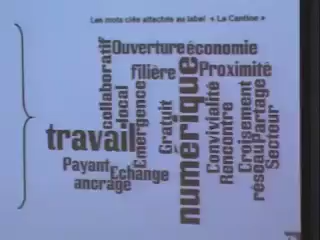 Les mots clés attachés au label « La Cantine »
collaboratif
Ouverture
économie
filière
Proximité
local
Émergence
Gratuit
numérique
Convivialité
Rencontre
Croisement
réseau
Partage
Secteur
travail
Payant
Echange
ancrage